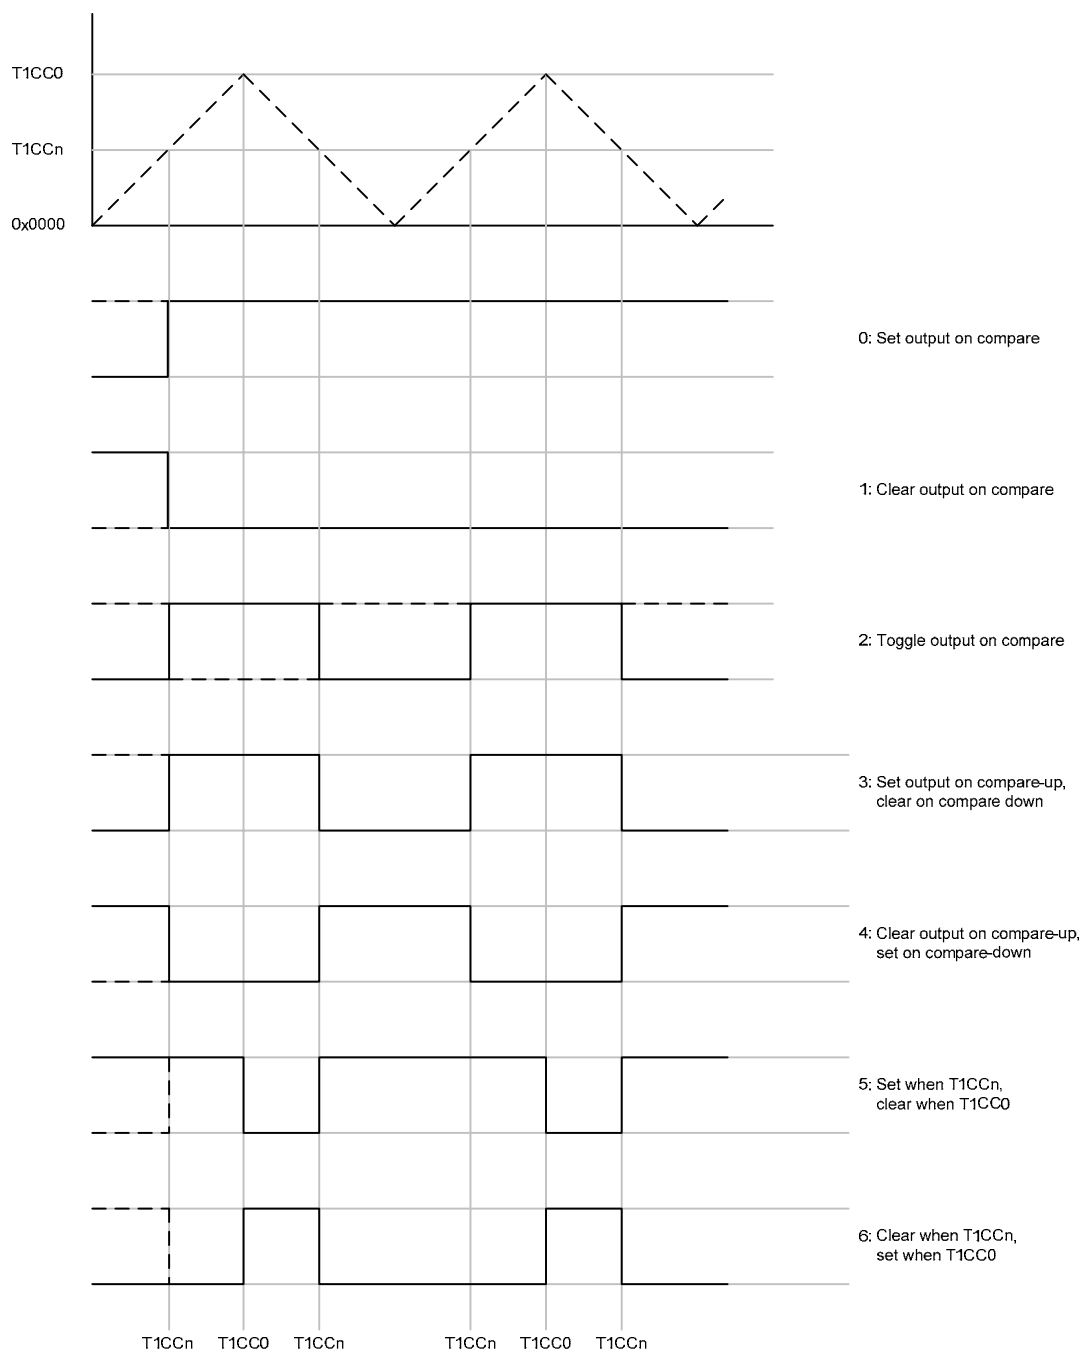 T1CC0
T1CCn
0x0000
0: Set output on compare
1: Clear output on compare
2: Toggle output on compare
3: Set output on compare-up,
clear on compare down
4: Clear output on compare-up,
set on compare-down
5: Set when T1CCn,
clear when T1CC0
6: Clear when T1CCn,
set when T1CC0
T1CCn T1CC0 T1CCn T1CCn T1CC0 T1CCn